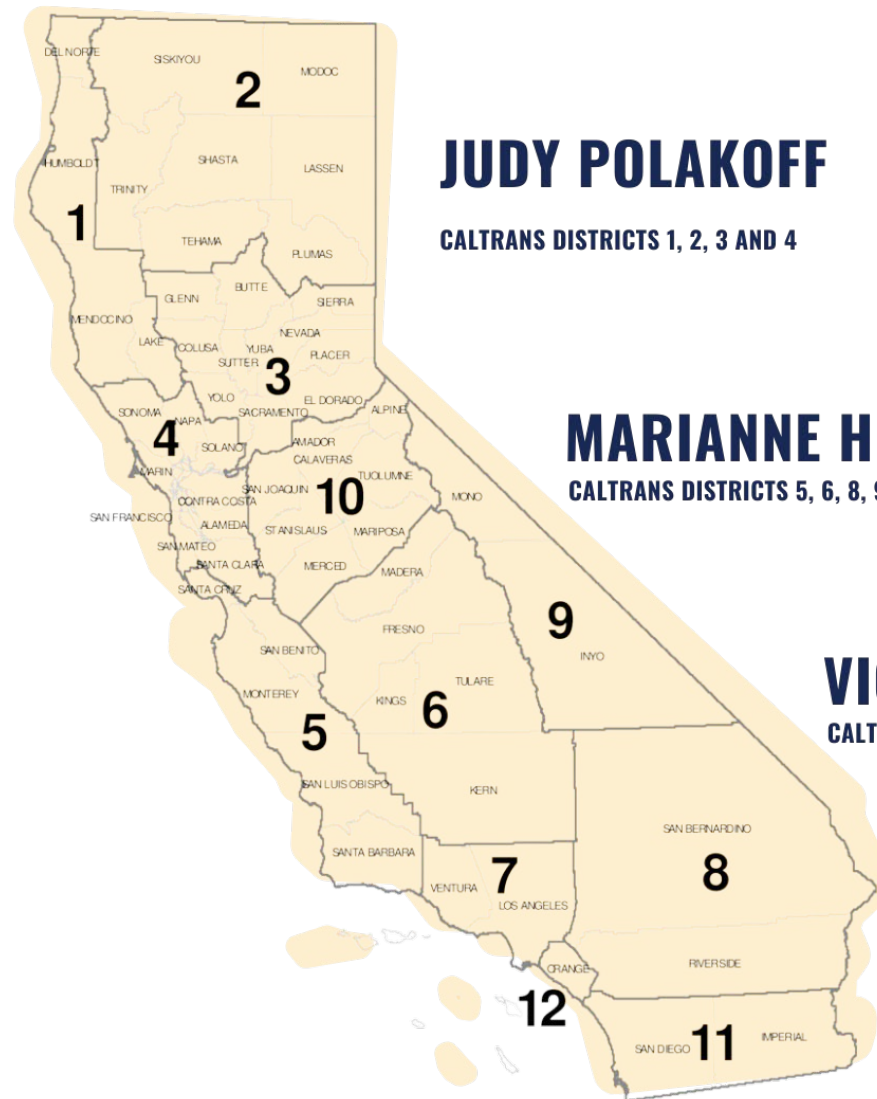 DEL NORTE
SISKIYOU
MODOC
2
HUMBOLDT
SHASTA
LASSEN
TRINITY
1
TEHAMA
PLUMAS
JUDY POLAKOFF
CALTRANS DISTRICTS 1, 2, 3 AND 4
BUTTE
GLENN
SIERRA
MENDOCINO
NEVADA
LAKE
COLUSA
YUBA
SUTTER
PLACER
3
YOLO
EL DORADO
SONOMA
NAPA
SACRAMENTO
ALPINE
4
SOLANO
AMADOR
CALAVERAS
MARIN
TUOLUMNE
SAN JOAQUIN
10
CONTRA COSTA
MONO
SAN FRANCISCO
ALAMEDA
STANISLAUS
MARIPOSA
SAN MATEO
SANTA CLARA
MERCED
MADERA
SANTA CRUZ
MARIANNE H
CALTRANS DISTRICTS 5, 6, 8, 9
FRESNO
9
SAN BENITO
INYO
MONTEREY
TULARE
KINGS
6
5
VI
CALT
SAN LUIS OBISPO
KERN
SAN BERNARDINO
SANTA BARBARA
8
7
VENTURA
LOS ANGELES
ORANGE
RIVERSIDE
12
SAN DIEGO
11
IMPERIAL